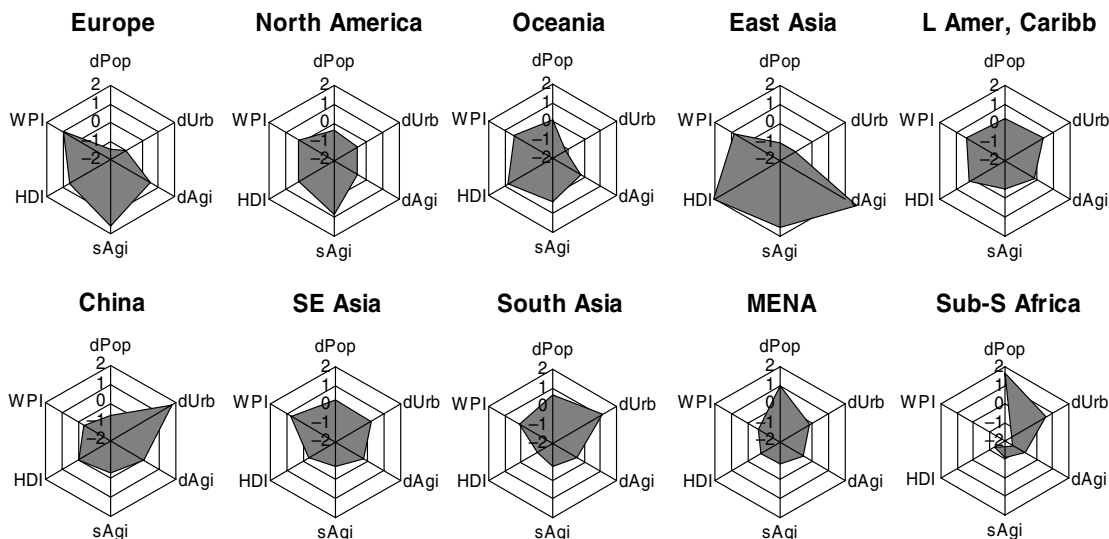 Europe
North America
Oceania
East Asia
L Amer, Caribb
dPop
dPop
dPop
dPop
dPop
2
1
0
−1
−2
2
1
0
−1
−2
2
1
0
−1
−2
2
1
0
−1
−2
2
1
0
−1
−2
WPI
dUrb
WPI
dUrb
WPI
dUrb
WPI
dUrb
WPI
dUrb
HDI
dAgi
HDI
dAgi
HDI
dAgi
HDI
dAgi
HDI
dAgi
sAgi
sAgi
sAgi
sAgi
sAgi
China
SE Asia
South Asia
MENA
Sub-S Africa
dPop
dPop
dPop
dPop
dPop
2
1
0
−1
−2
2
1
0
−1
−2
2
1
0
−1
−2
2
1
0
−1
−2
2
1
0
−1
−2
WPI
dUrb
WPI
dUrb
WPI
dUrb
WPI
dUrb
WPI
dUrb
HDI
dAgi
HDI
dAgi
HDI
dAgi
HDI
dAgi
HDI
dAgi
sAgi
sAgi
sAgi
sAgi
sAgi